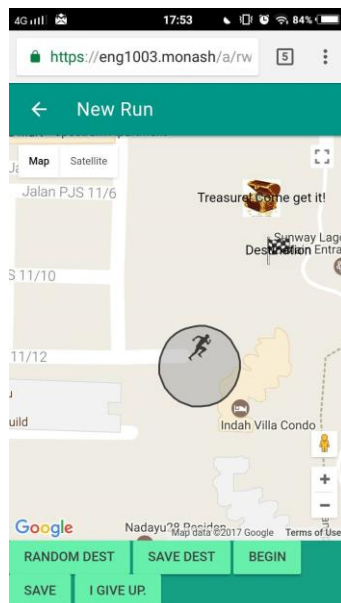 4G 17:53 84%
https://eng1003.monash/a/rw 5
New Run
Map Satellite
Jalan PJS 11/6
Treasure! Come get it!
Sunway Lago
Destination Entra
S 11/10
11/12
uild
Indah Villa Condo
Google Nadayu28 Residen Map data ©2017 Google Terms of Use
RANDOM DEST SAVE DEST BEGIN
SAVE I GIVE UP.